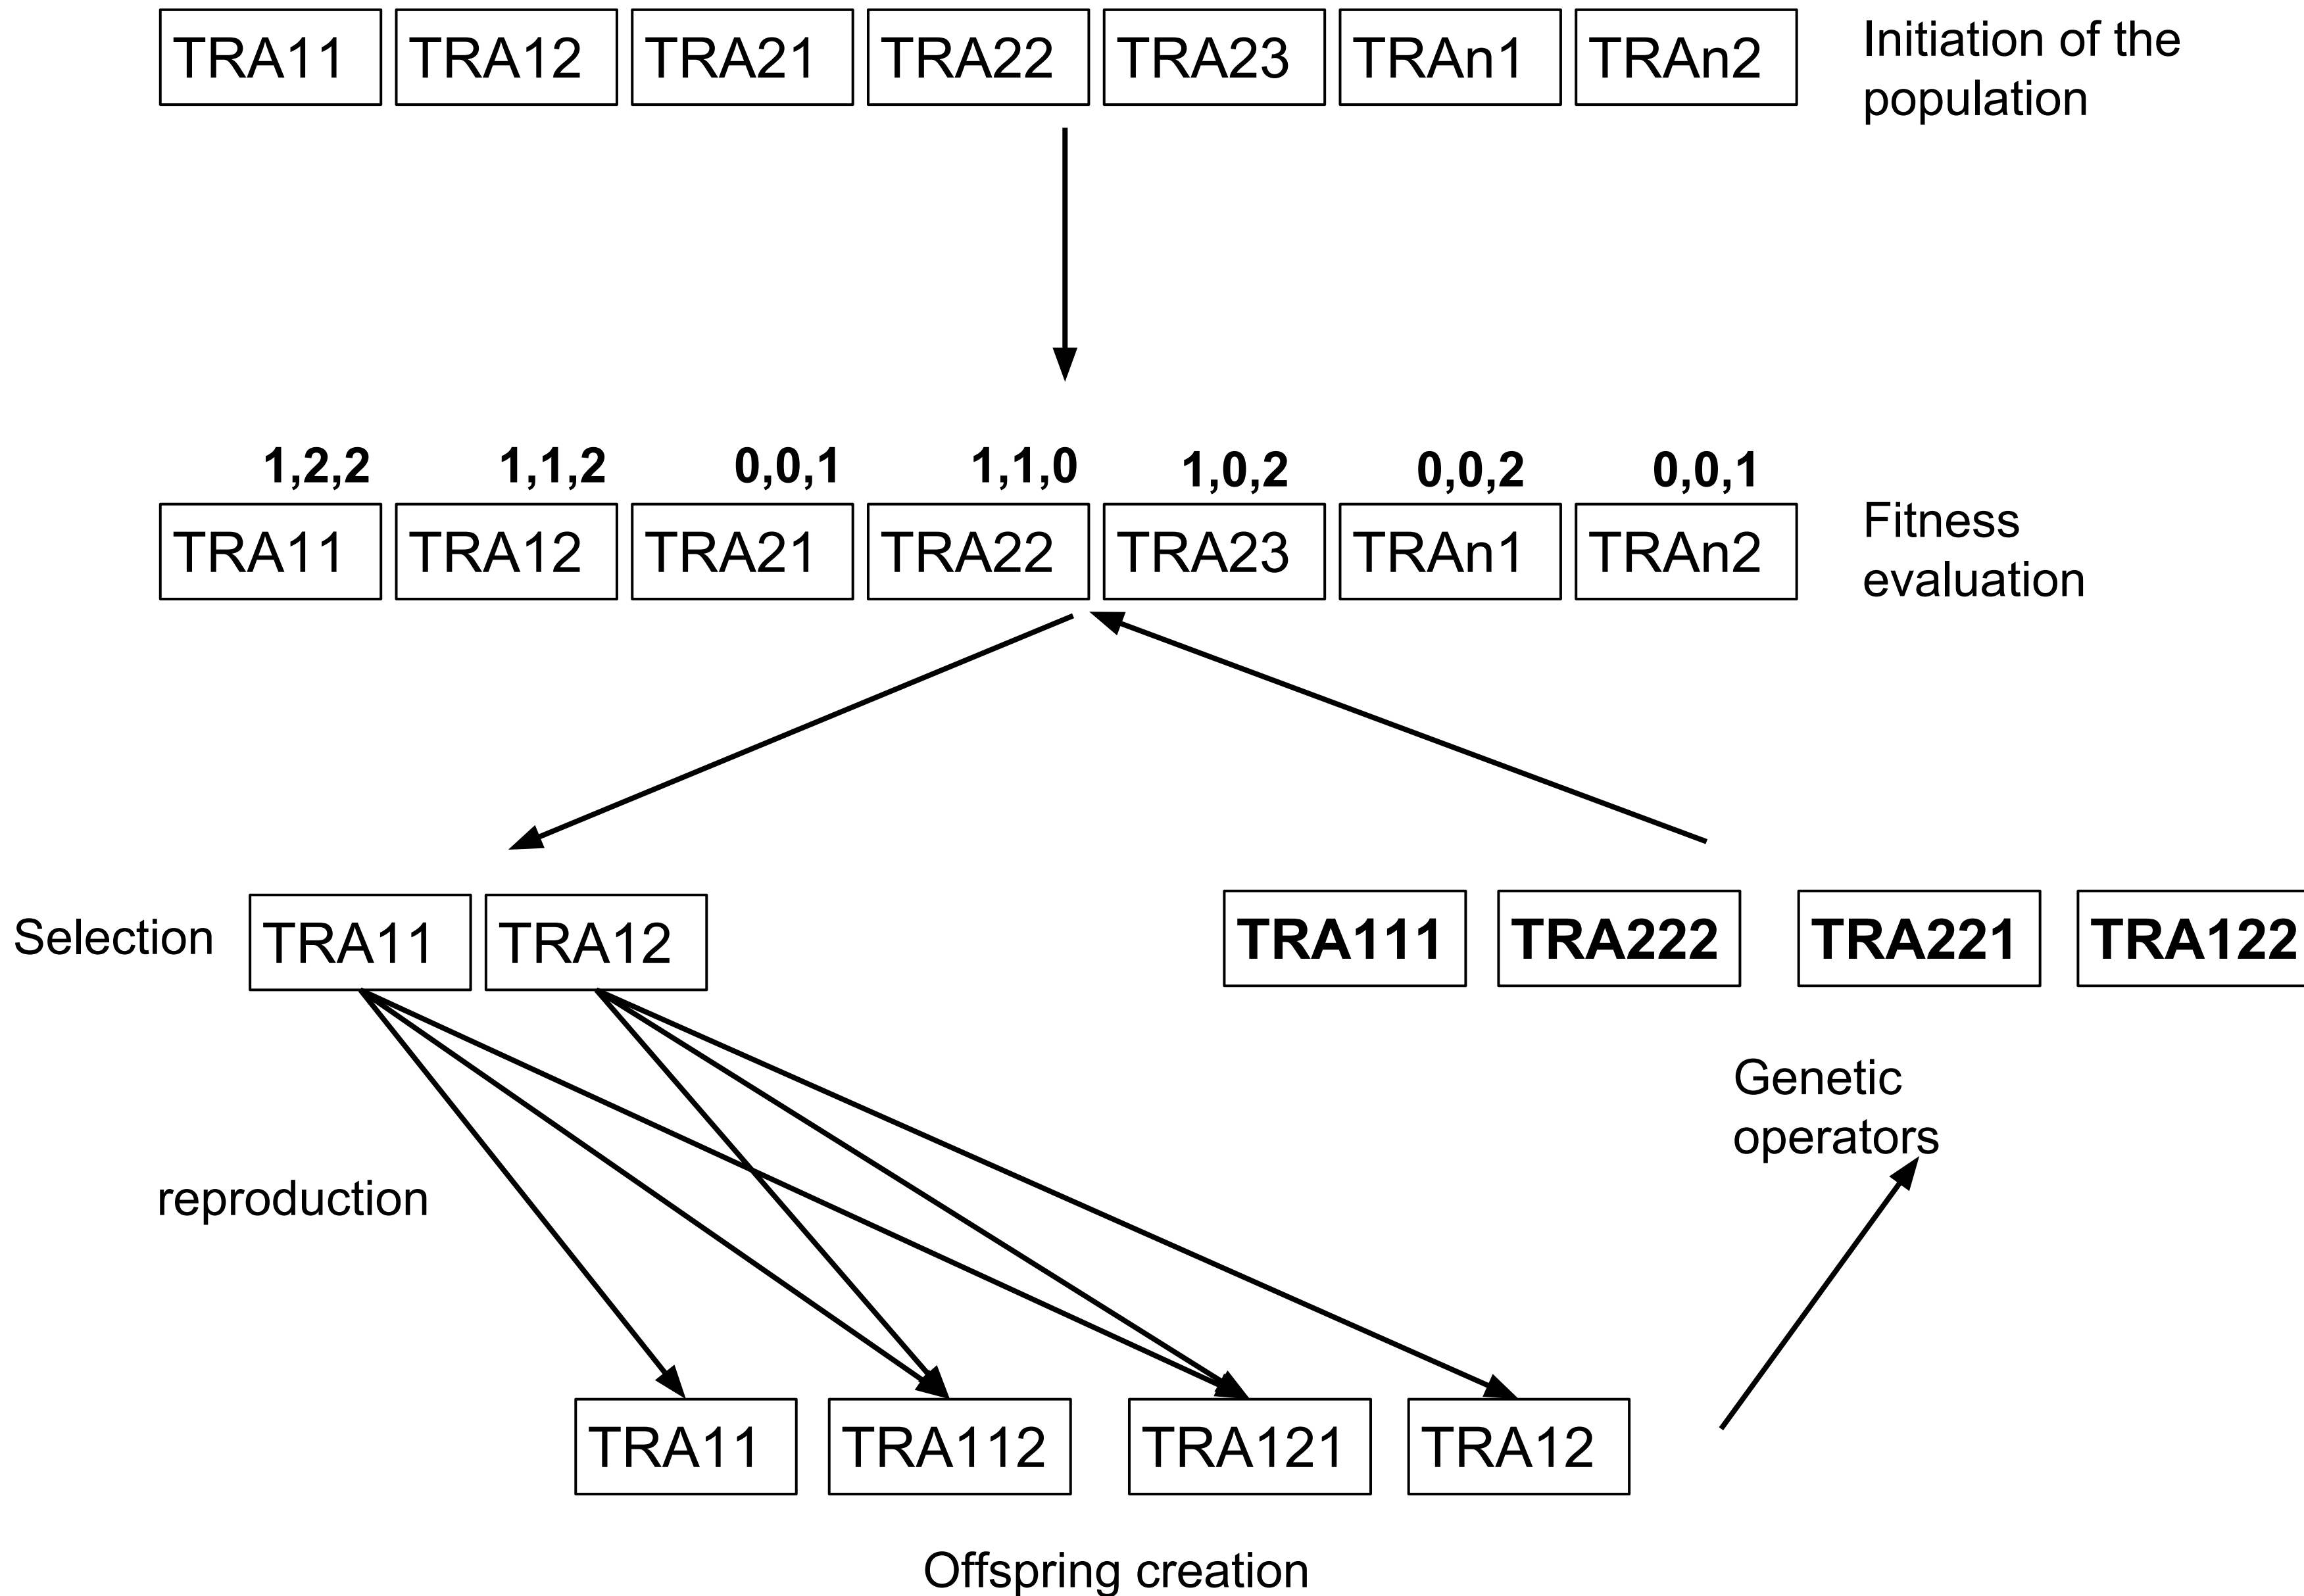 TRA11 TRA12 TRA21 TRA22 TRA23 TRAn1 TRAn2
Initiation of the
population
1,2,2 1,1,2 0,0,1 1,1,0 1,0,2 0,0,2 0,0,1
TRA11 TRA12 TRA21 TRA22 TRA23 TRAn1 TRAn2
Fitness
evaluation
Selection TRA11 TRA12
TRA111 TRA222 TRA221 TRA122
Genetic
operators
reproduction
TRA11 TRA112 TRA121 TRA12
Offspring creation